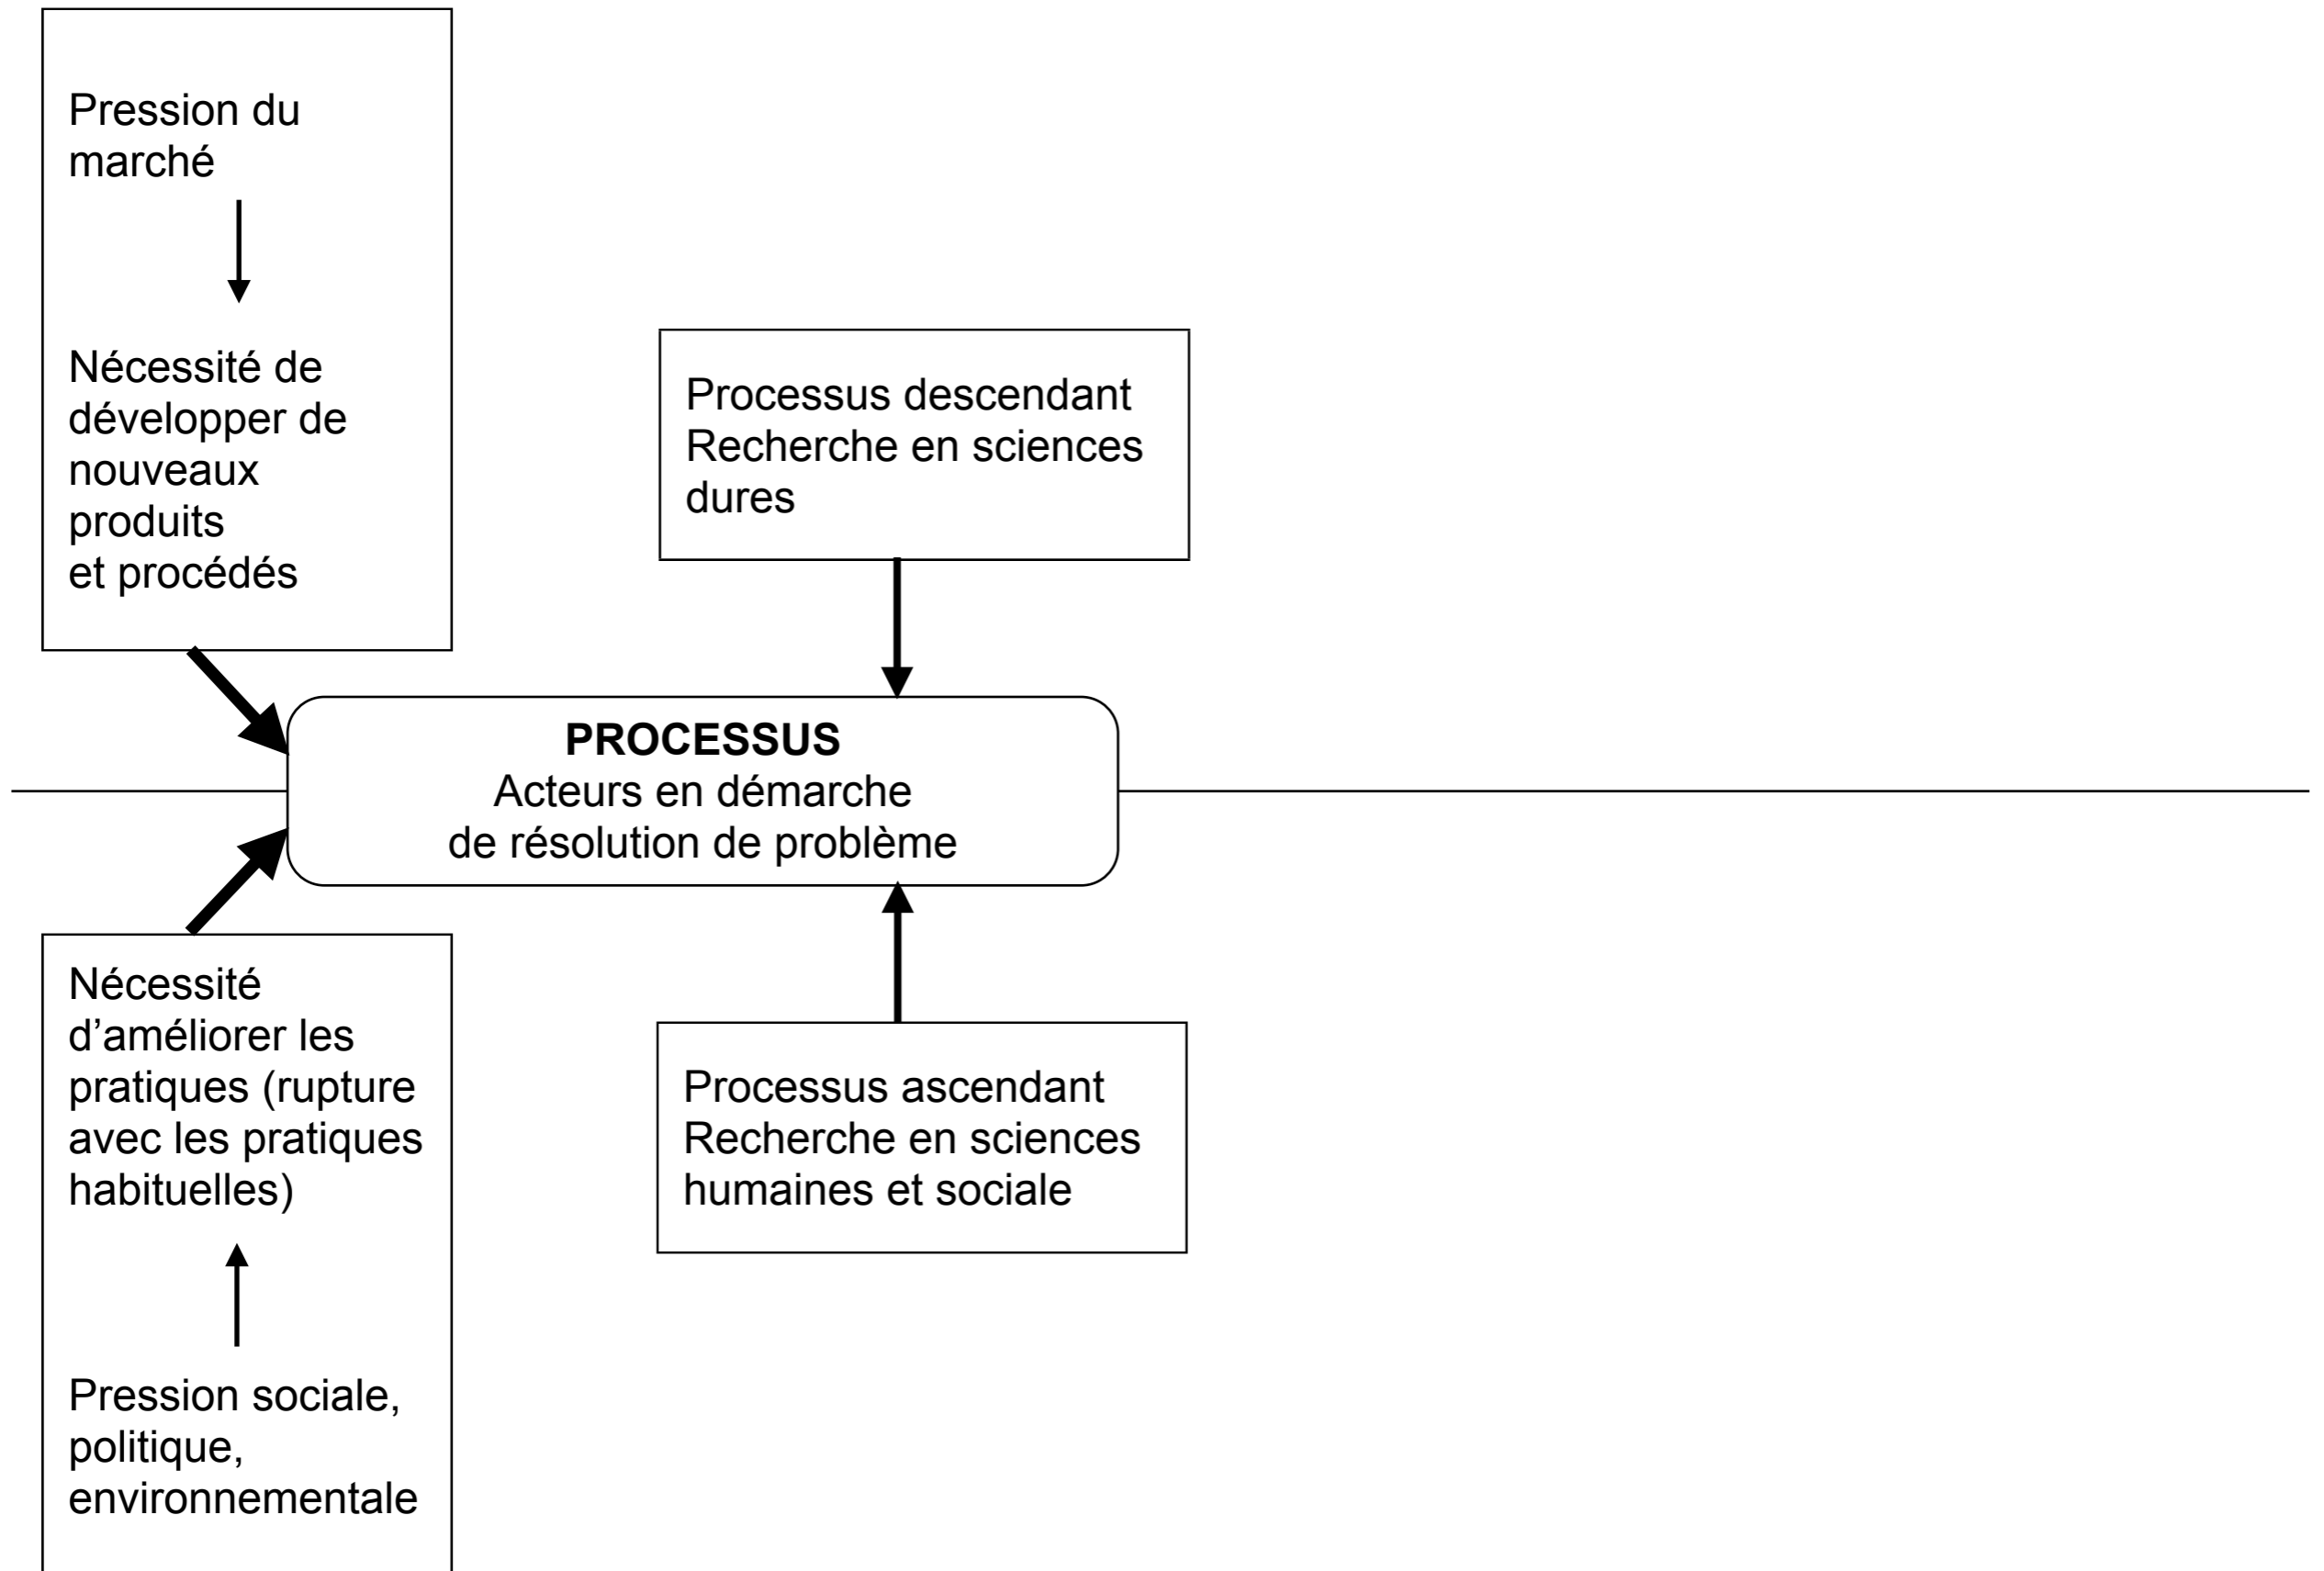 Pression du
marché
Nécessité de
développer de
nouveaux
produits
et procédés
Processus descendant
Recherche en sciences
dures
PROCESSUS
Acteurs en démarche
de résolution de problème
Nécessité
d’améliorer les
pratiques (rupture
avec les pratiques
habituelles)
Pression sociale,
politique,
environnementale
Processus ascendant
Recherche en sciences
humaines et sociale